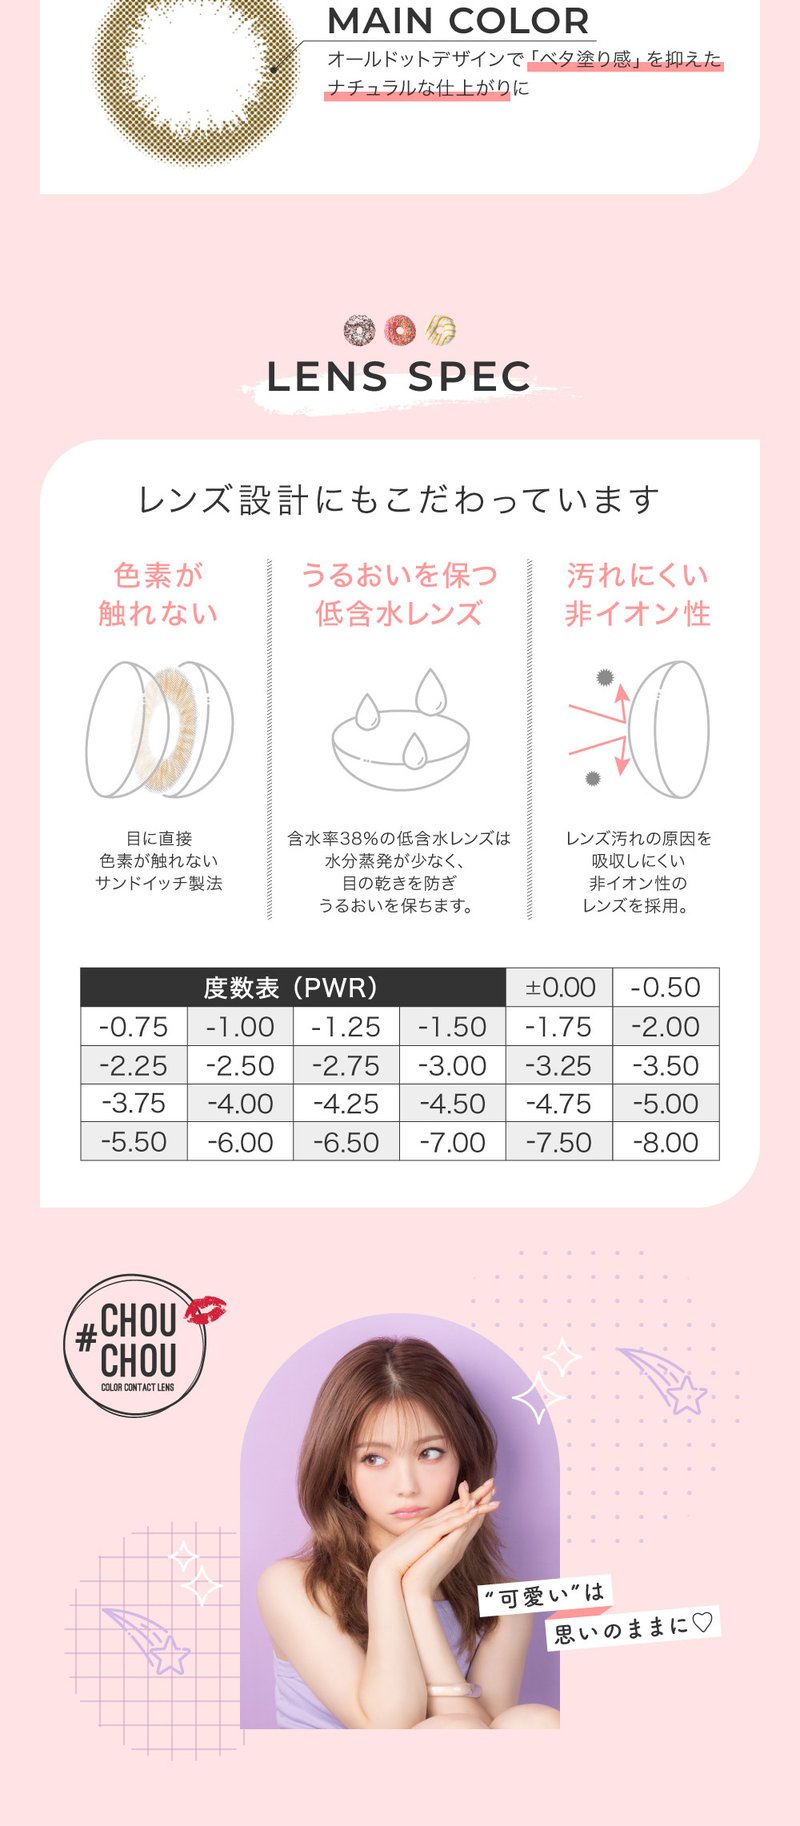 MAIN COLOR
オールドットデザインで「ベタ塗り感」を抑えた
ナチュラルな仕上がりに
LENS SPEC
レンズ設計にもこだわっています
色素が
触れない
目に直接
色素が触れない
サンドイッチ製法
うるおいを保つ
低含水レンズ
含水率38%の低含水レンズは
水分蒸発が少なく、
目の乾きを防ぎ
うるおいを保ちます。
汚れにくい
非イオン性
レンズ汚れの原因を
吸収しにくい
非イオン性の
レンズを採用。
度数表（PWR） ±0.00 -0.50
-0.75 -1.00 -1.25 -1.50 -1.75 -2.00
-2.25 -2.50 -2.75 -3.00 -3.25 -3.50
-3.75 -4.00 -4.25 -4.50 -4.75 -5.00
-5.50 -6.00 -6.50 -7.00 -7.50 -8.00
#CHOU
CHOU
COLOR CONTACT LENS
“可愛い”は
思いのままに♡